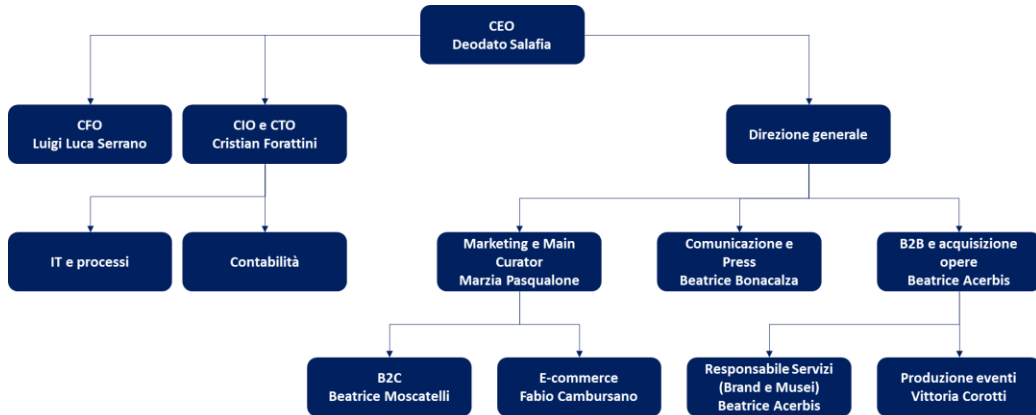 CEO
Deodato Salafia
CFO
Luigi Luca Serrano
CIO e CTO
Cristian Forattini
Direzione generale
IT e processi
Contabilità
Marketing e Main
Curator
Marzia Pasqualone
Comunicazione e
Press
Beatrice Bonacalza
B2B e acquisizione
opere
Beatrice Acerbis
B2C
Beatrice Moscatelli
E-commerce
Fabio Cambursano
Responsabile Servizi
(Brand e Musei)
Beatrice Acerbis
Produzione eventi
Vittoria Corotti